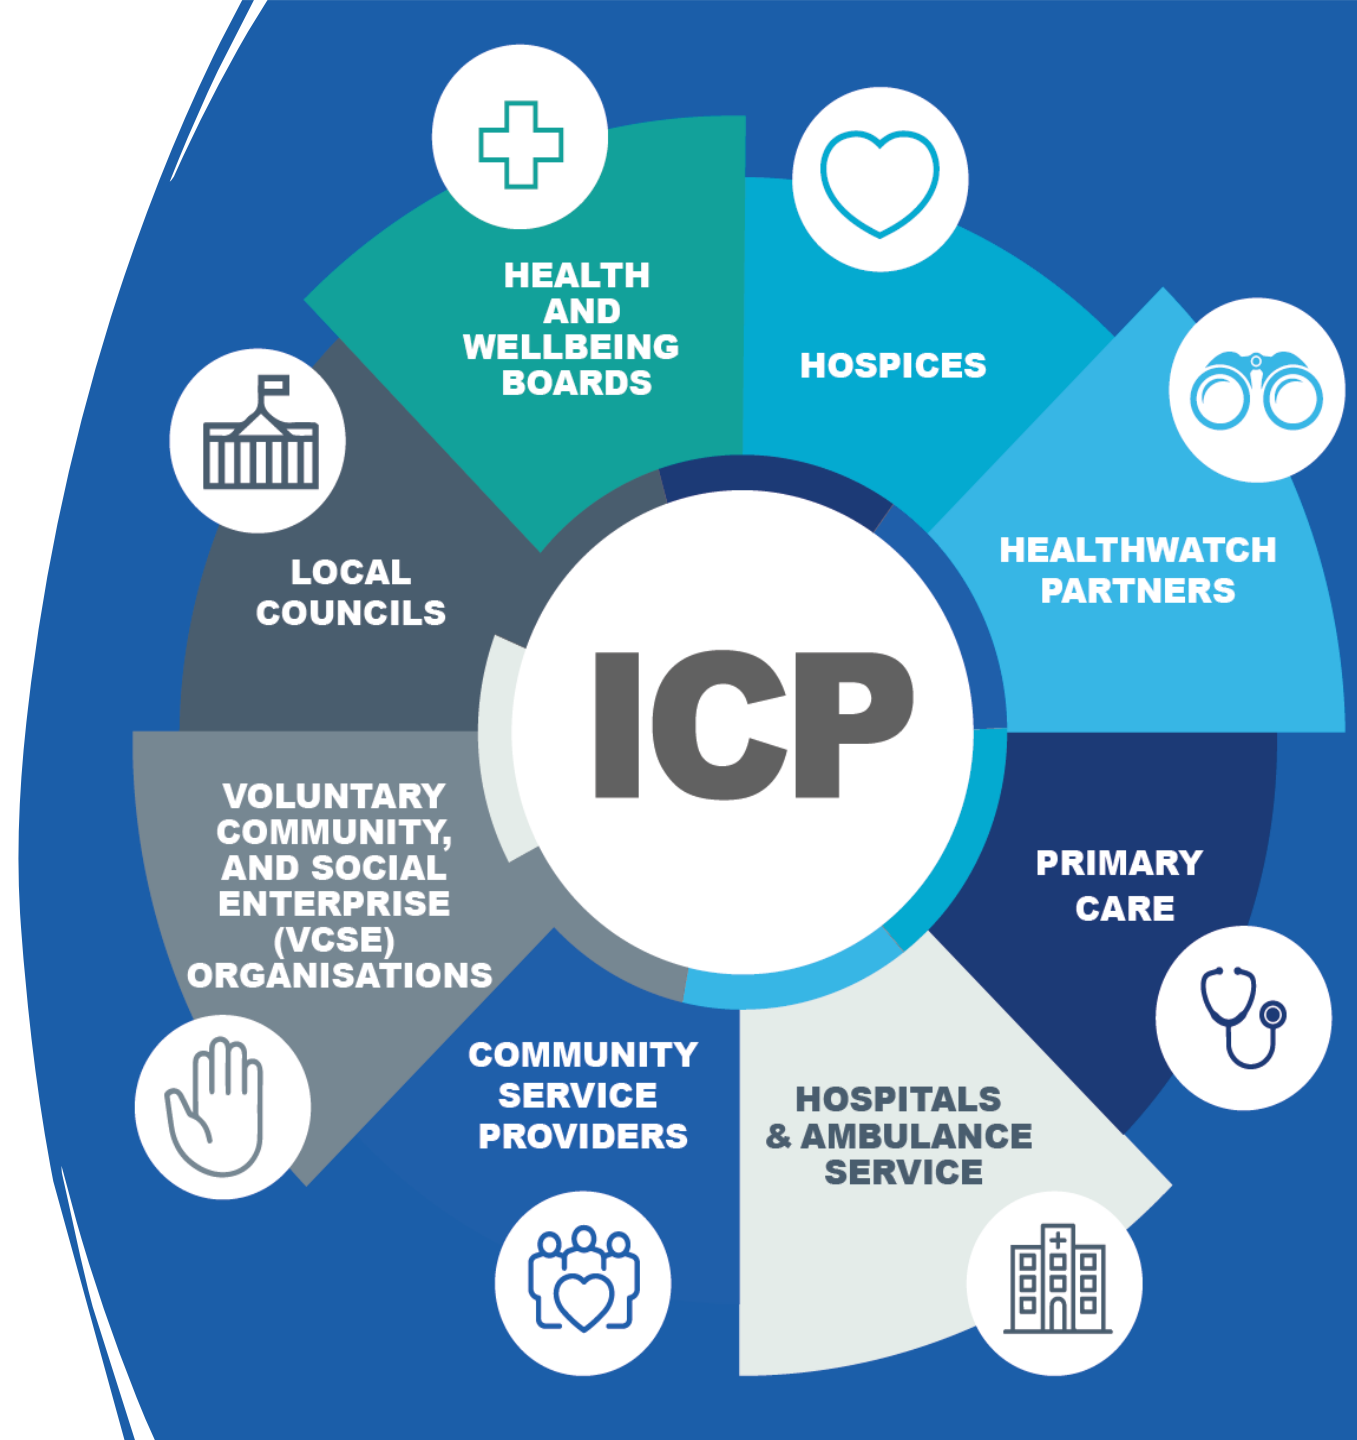 HEALTH
AND
WELLBEING
BOARDS
HOSPICES
HEALTHWATCH
PARTNERS
PRIMARY
CARE
HOSPITALS
& AMBULANCE
SERVICE
COMMUNITY
SERVICE
PROVIDERS
VOLUNTARY
COMMUNITY,
AND SOCIAL
ENTERPRISE
(VCSE)
ORGANISATIONS
LOCAL
COUNCILS
ICP